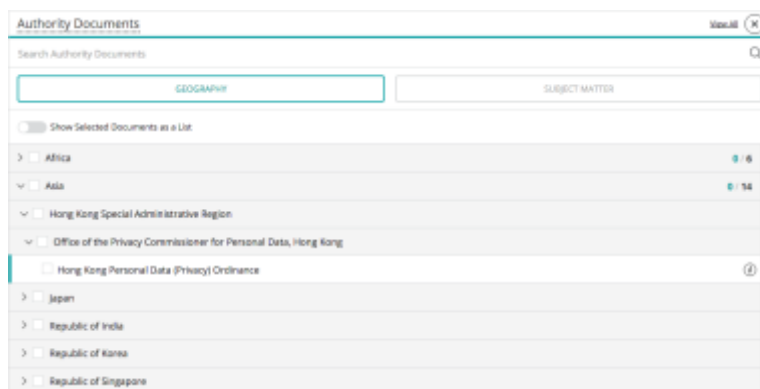 Authority Documents
View All
Search Authority Documents
GEOGRAPHY
SUBJECT MATTER
Show Selected Documents as a List
Africa
0 / 6
Asia
0 / 14
Hong Kong Special Administrative Region
Office of the Privacy Commissioner for Personal Data, Hong Kong
Hong Kong Personal Data (Privacy) Ordinance
Japan
Republic of India
Republic of Korea
Republic of Singapore